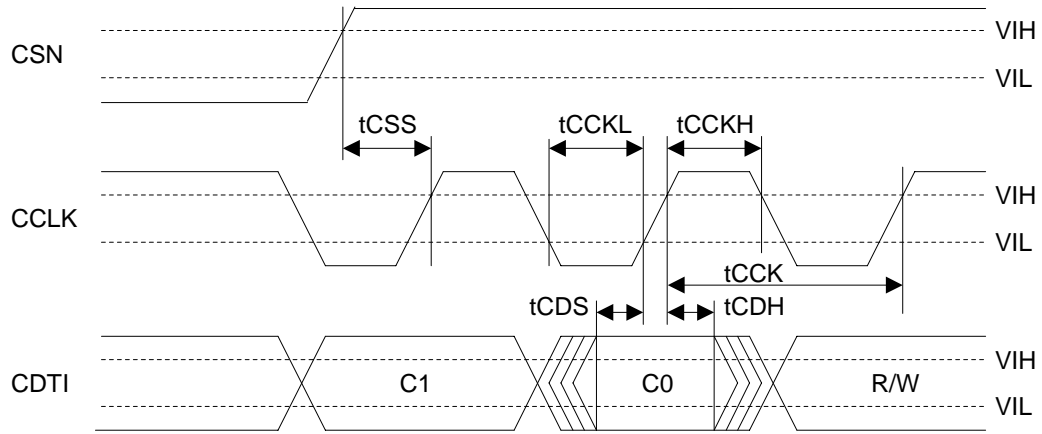 CSN
VIH
VIL
tCSS
tCCKL
tCCKH
CCLK
VIH
VIL
tCCK
tCDS
tCDH
CDTI
C1
C0
R/W
VIH
VIL